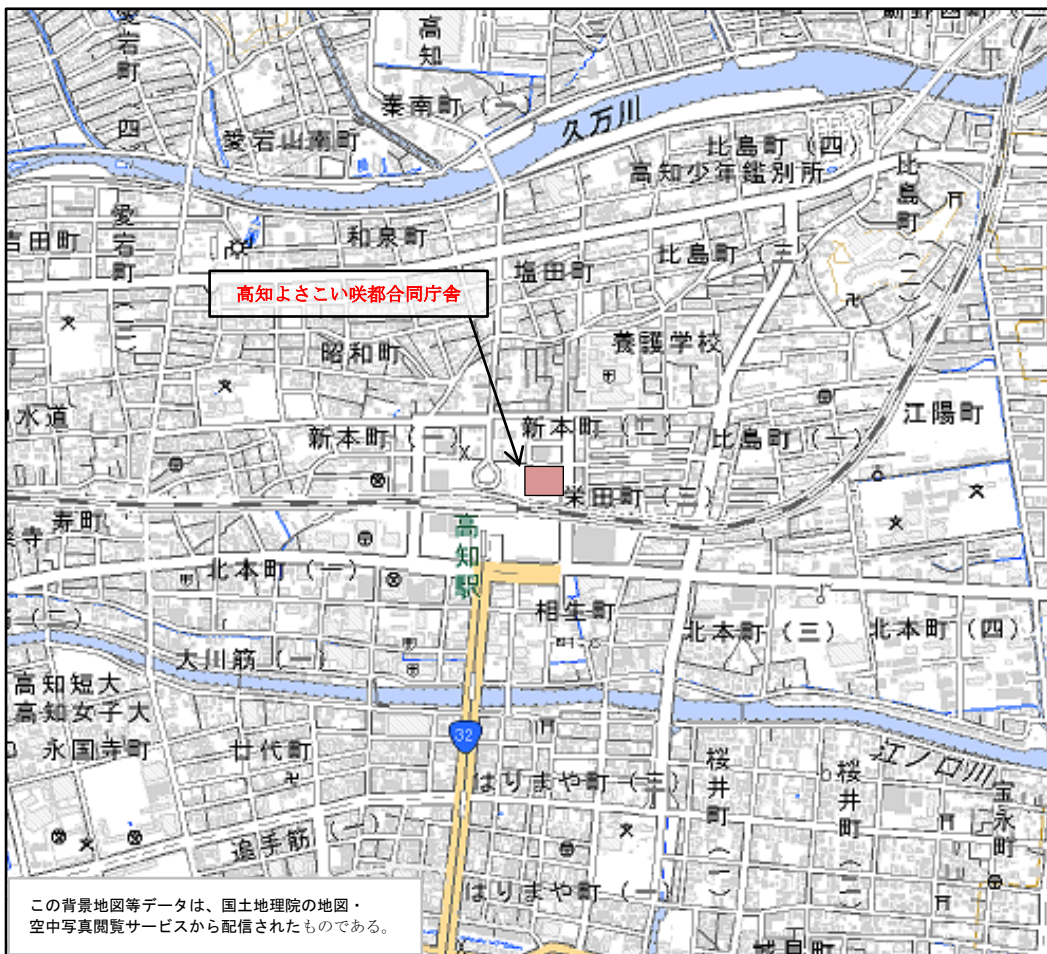 愛宕町(四)
高知
秦南町(一)
久万川
愛宕山南町
比島町(四)
高知少年鑑別所
比島町(二)
愛宕町(三)
吉田町
和泉町
塩田町
比島町(三)
高知よさこい咲都合同庁舎
昭和町
養護学校
水道
新本町(一)
新本町(二)
比島町(一)
江陽町
栄田町(三)
寿町
高知駅
北本町(一)
相生町
北本町(三)
北本町(四)
(二)
大川筋(一)
高知短大
高知女子大
永国寺町
廿代町
32
はりまや町(三)
桜井町(一)
桜井町(二)
江ノ口川
宝永町
追手筋(一)
はりまや町(一)
この背景地図等データは、国土地理院の地図・
空中写真閲覧サービスから配信されたものである。